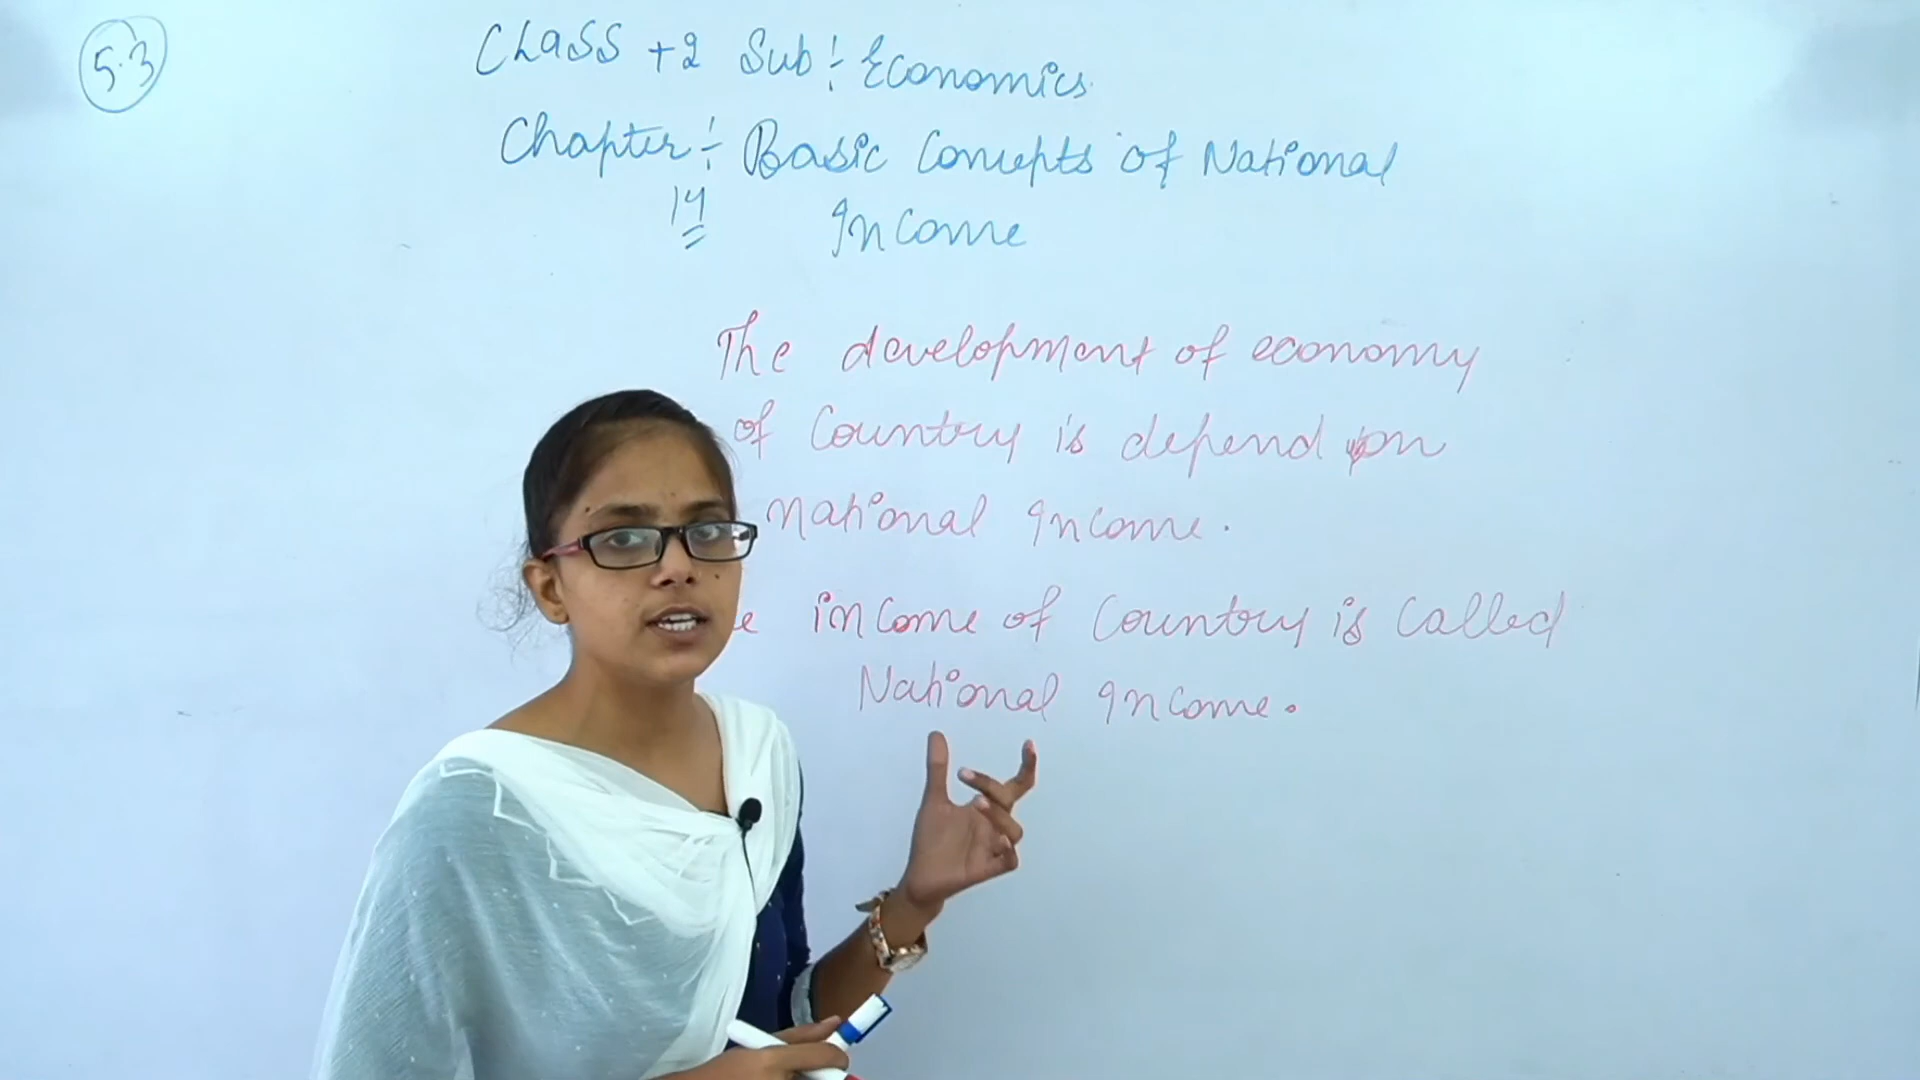 5.3
CLASS +2 Sub:- Economics.
Chapter:- Basic Concepts of National
14 Income
The development of economy
of Country is depend on
national Income.
income of Country is Called
National Income.